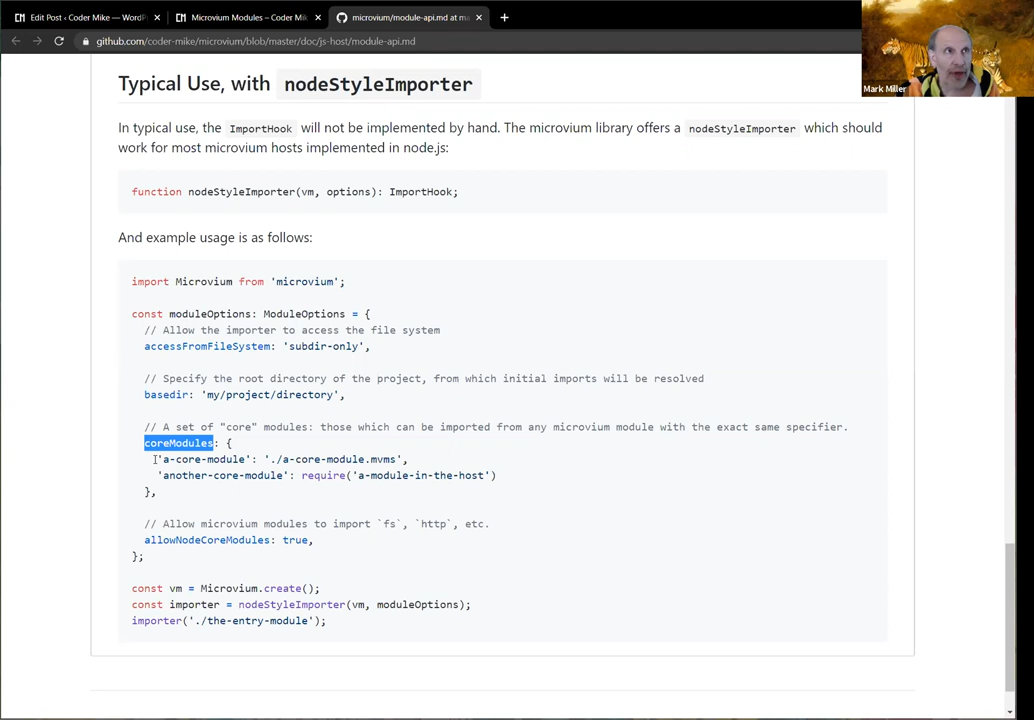 Edit Post ‹ Coder Mike — WordPr
Microvium Modules – Coder Mik
microvium/module-api.md at ma
github.com/coder-mike/microvium/blob/master/doc/js-host/module-api.md
Mark Miller
Typical Use, with nodeStyleImporter
In typical use, the ImportHook will not be implemented by hand. The microvium library offers a nodeStyleImporter which should
work for most microvium hosts implemented in node.js:
function nodeStyleImporter(vm, options): ImportHook;
And example usage is as follows:
import Microvium from 'microvium';
const moduleOptions: ModuleOptions = {
// Allow the importer to access the file system
accessFromFileSystem: 'subdir-only',
// Specify the root directory of the project, from which initial imports will be resolved
basedir: 'my/project/directory',
// A set of "core" modules: those which can be imported from any microvium module with the exact same specifier.
coreModules: {
'a-core-module': './a-core-module.mvms',
'another-core-module': require('a-module-in-the-host')
},
// Allow microvium modules to import `fs`, `http`, etc.
allowNodeCoreModules: true,
};
const vm = Microvium.create();
const importer = nodeStyleImporter(vm, moduleOptions);
importer('./the-entry-module');